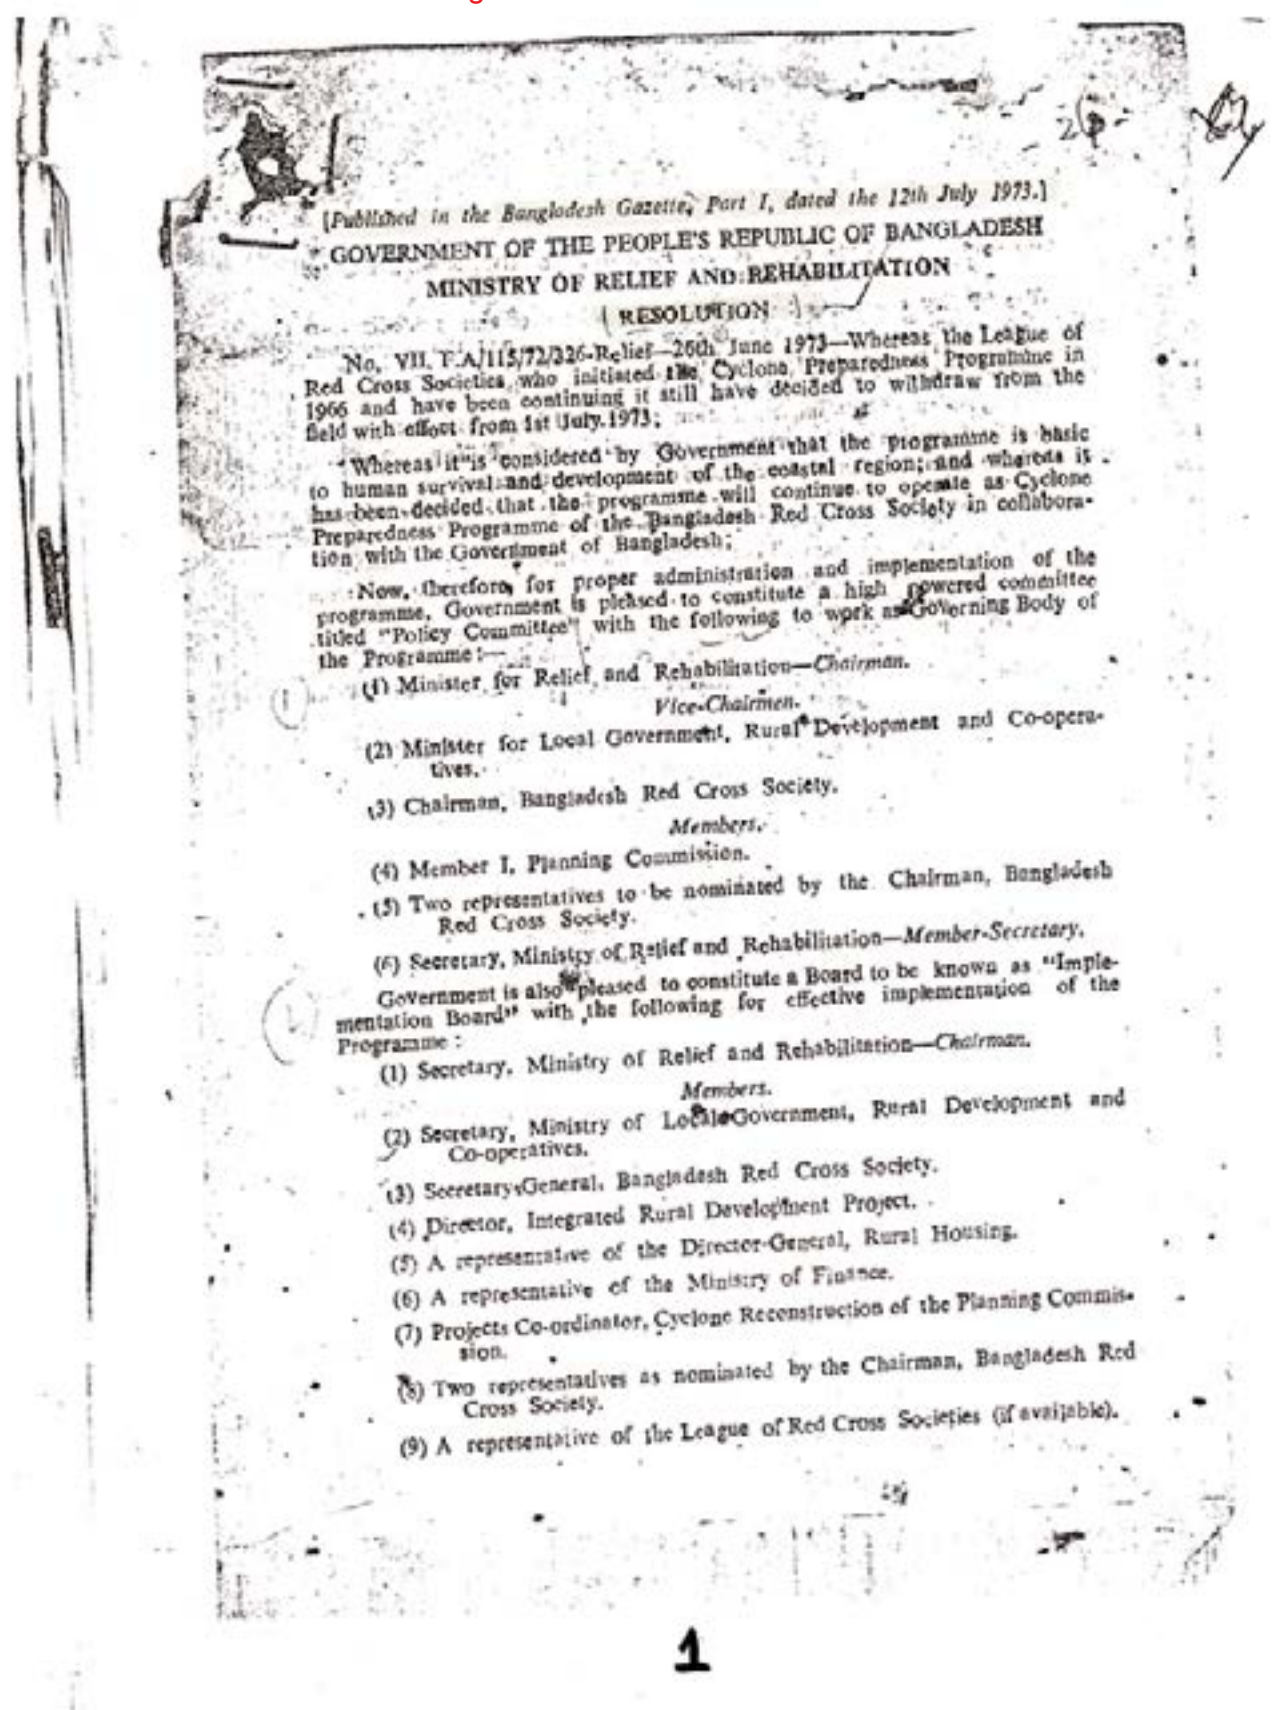 [Published in the Bangladesh Gazette, Part I, dated the 12th July 1973.]
GOVERNMENT OF THE PEOPLE'S REPUBLIC OF BANGLADESH
MINISTRY OF RELIEF AND REHABILITATION
RESOLUTION
No. VII. F.A/115/72/326-Relief—26th June 1973—Whereas the League of
Red Cross Societies who initiated the Cyclone Preparedness Programme in
1966 and have been continuing it still have decided to withdraw from the
field with effect from 1st July 1973;
Whereas it is considered by Government that the programme is basic
to human survival and development of the coastal region; and whereas it
has been decided that the programme will continue to operate as Cyclone
Preparedness Programme of the Bangladesh Red Cross Society in collabora-
tion with the Government of Bangladesh;
Now, therefore, for proper administration and implementation of the
programme, Government is pleased to constitute a high powered committee
titled "Policy Committee" with the following to work as Governing Body of
the Programme:—
(1) Minister for Relief and Rehabilitation—Chairman.
Vice-Chairmen.
(2) Minister for Local Government, Rural Development and Co-opera-
tives.
(3) Chairman, Bangladesh Red Cross Society.
Members.
(4) Member I, Planning Commission.
(5) Two representatives to be nominated by the Chairman, Bangladesh
Red Cross Society.
(6) Secretary, Ministry of Relief and Rehabilitation—Member-Secretary.
Government is also pleased to constitute a Board to be known as "Imple-
mentation Board" with the following for effective implementation of the
Programme :
(1) Secretary, Ministry of Relief and Rehabilitation—Chairman.
Members.
(2) Secretary, Ministry of Local Government, Rural Development and
Co-operatives.
(3) Secretary-General, Bangladesh Red Cross Society.
(4) Director, Integrated Rural Development Project.
(5) A representative of the Director-General, Rural Housing.
(6) A representative of the Ministry of Finance.
(7) Projects Co-ordinator, Cyclone Reconstruction of the Planning Commis-
sion.
(8) Two representatives as nominated by the Chairman, Bangladesh Red
Cross Society.
(9) A representative of the League of Red Cross Societies (if available).
1